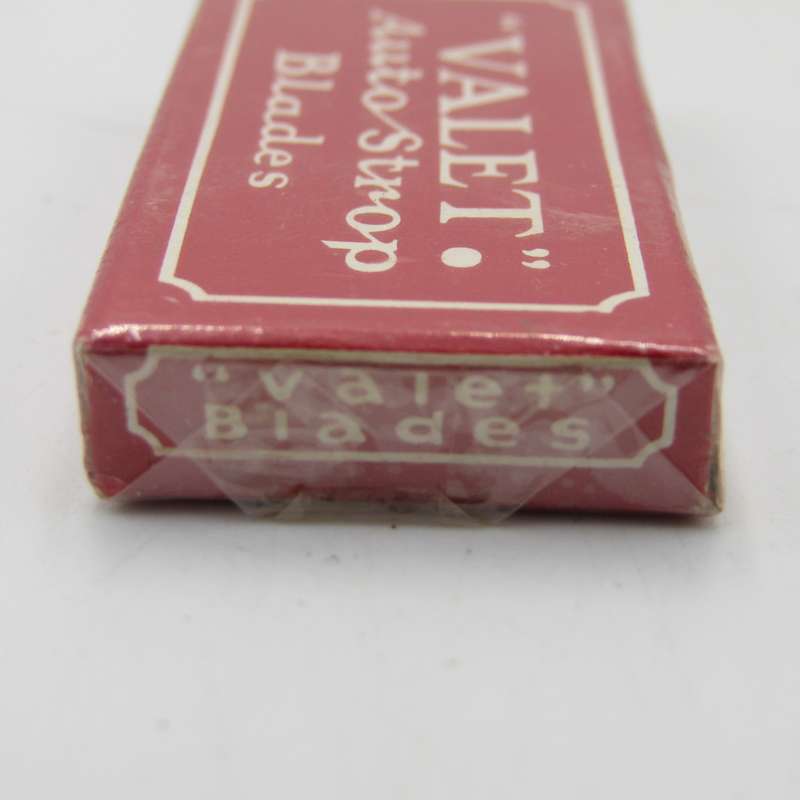 "VALET".
AutoStrop
Blades
"Valet"
Blades